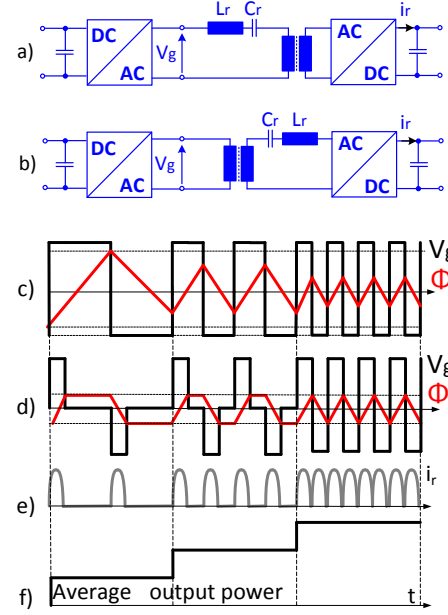 Lr Cr ir
a) DC AC Vg AC DC
Cr Lr ir
b) DC AC Vg AC DC
c) Vg Φ
d) Vg Φ
e) ir
f) Average output power t